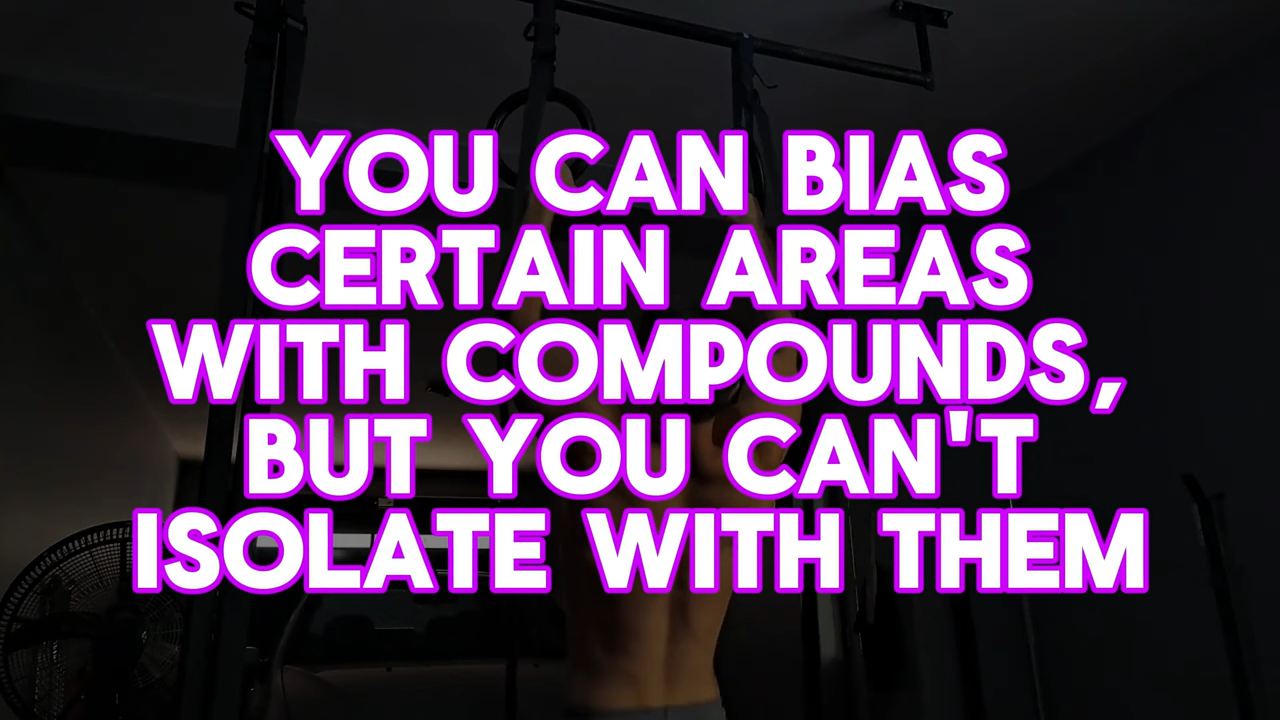 YOU CAN BIAS
CERTAIN AREAS
WITH COMPOUNDS,
BUT YOU CAN'T
ISOLATE WITH THEM